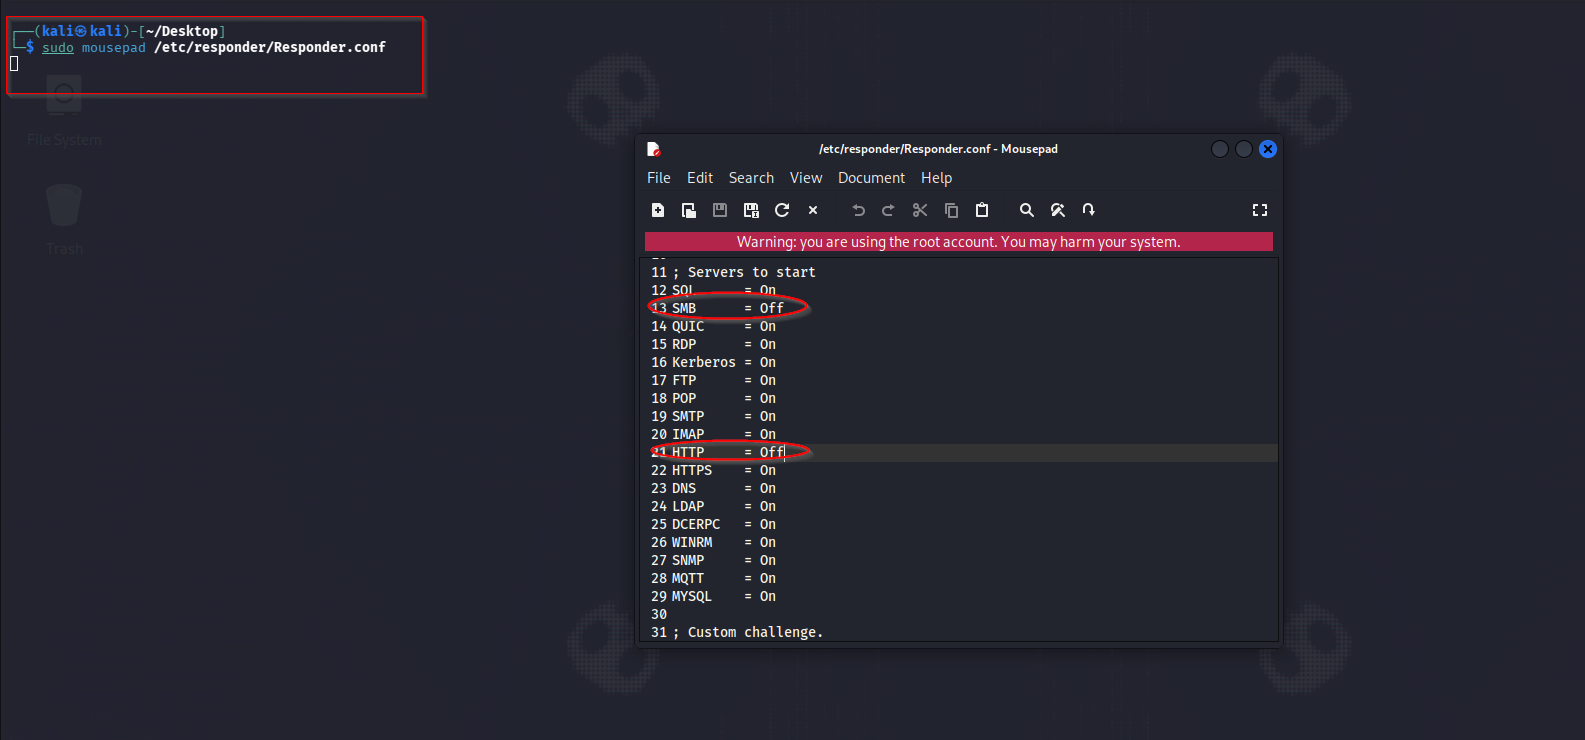 ┌──(kali㉿kali)-[~/Desktop]
└─$ sudo mousepad /etc/responder/Responder.conf
File System
Trash
/etc/responder/Responder.conf - Mousepad
File Edit Search View Document Help
Warning: you are using the root account. You may harm your system.
11 ; Servers to start
12 SQL = On
13 SMB = Off
14 QUIC = On
15 RDP = On
16 Kerberos = On
17 FTP = On
18 POP = On
19 SMTP = On
20 IMAP = On
21 HTTP = Off
22 HTTPS = On
23 DNS = On
24 LDAP = On
25 DCERPC = On
26 WINRM = On
27 SNMP = On
28 MQTT = On
29 MYSQL = On
30
31 ; Custom challenge.